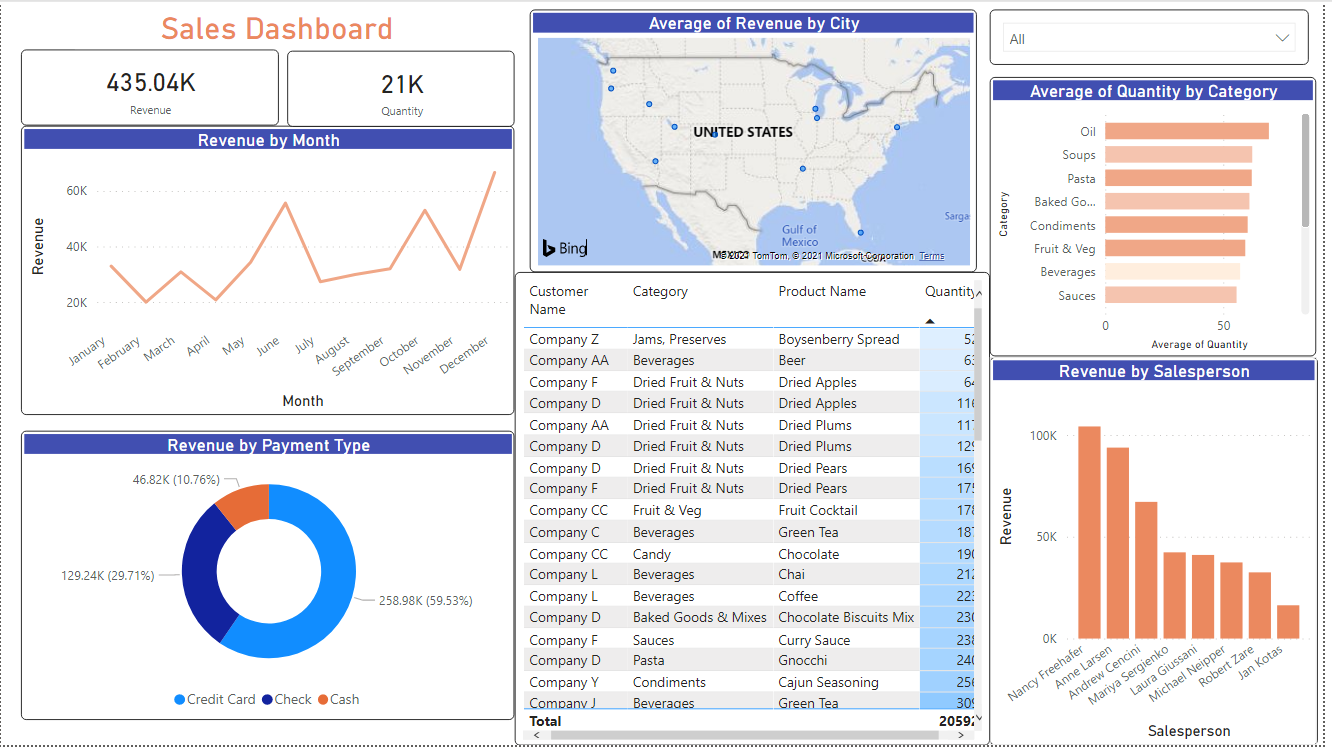 Sales Dashboard
435.04K
Revenue
21K
Quantity
Revenue by Month
Revenue
60K
40K
20K
January
February
March
April
May
June
July
August
September
October
November
December
Month
Revenue by Payment Type
46.82K (10.76%)
129.24K (29.71%)
258.98K (59.53%)
Credit Card Check Cash
Average of Revenue by City
UNITED STATES
Gulf of
Mexico
Sarga
Bing
MEXICO
TomTom, © 2021 Microsoft Corporation Terms
Customer Name Category Product Name Quantity
Company Z Jams, Preserves Boysenberry Spread 52
Company AA Beverages Beer 63
Company F Dried Fruit & Nuts Dried Apples 64
Company D Dried Fruit & Nuts Dried Apples 116
Company AA Dried Fruit & Nuts Dried Plums 117
Company D Dried Fruit & Nuts Dried Plums 129
Company D Dried Fruit & Nuts Dried Pears 169
Company F Dried Fruit & Nuts Dried Pears 175
Company CC Fruit & Veg Fruit Cocktail 178
Company C Beverages Green Tea 187
Company CC Candy Chocolate 190
Company L Beverages Chai 212
Company L Beverages Coffee 223
Company D Baked Goods & Mixes Chocolate Biscuits Mix 230
Company F Sauces Curry Sauce 238
Company D Pasta Gnocchi 240
Company Y Condiments Cajun Seasoning 256
Company J Beverages Green Tea 309
Total 20592
All
Average of Quantity by Category
Category
Oil
Soups
Pasta
Baked Go...
Condiments
Fruit & Veg
Beverages
Sauces
0 50
Average of Quantity
Revenue by Salesperson
Revenue
100K
50K
0K
Nancy Freehafer
Anne Larsen
Andrew Cencini
Mariya Sergienko
Laura Giussani
Michael Neipper
Robert Zare
Jan Kotas
Salesperson